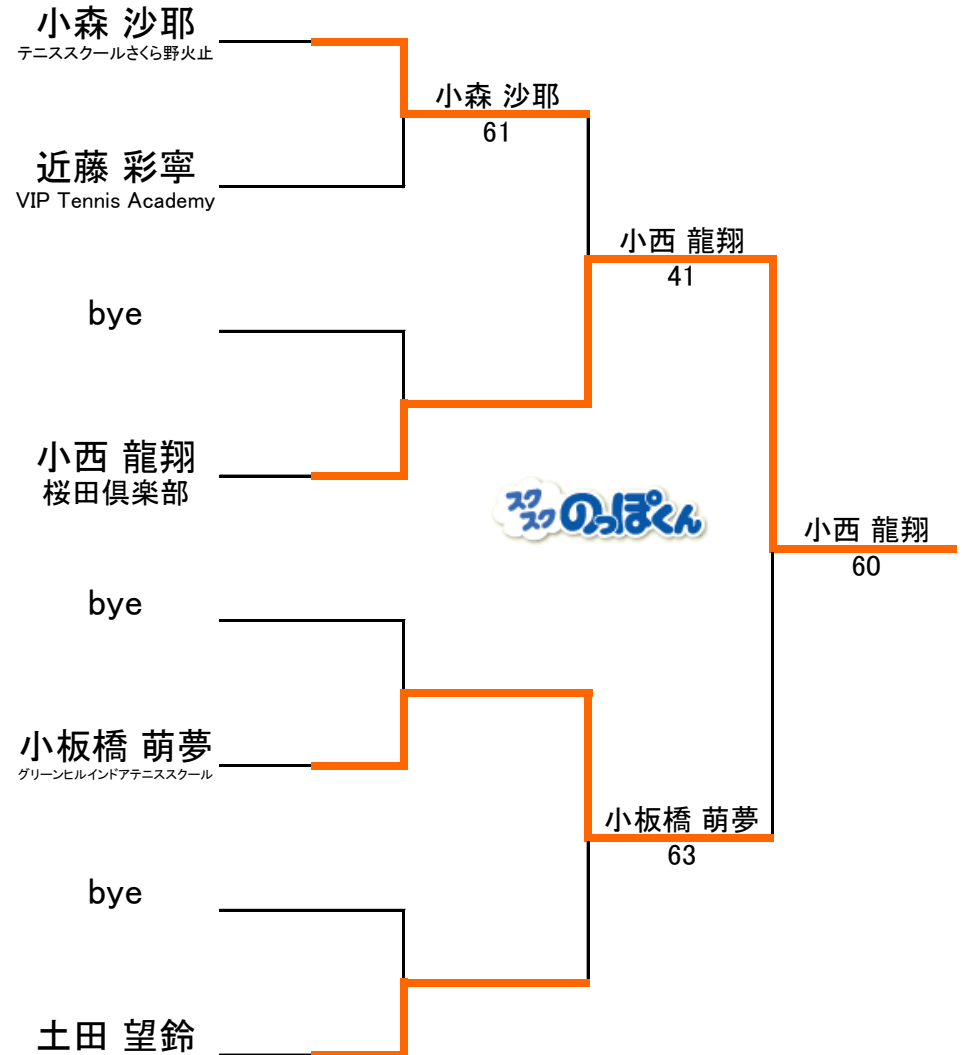 小森 沙耶
テニススクールさくら野火止
小森 沙耶
61
近藤 彩寧
VIP Tennis Academy
小西 龍翔
41
bye
小西 龍翔
桜田倶楽部
スク
スク
のっぽくん
小西 龍翔
60
bye
小板橋 萌夢
グリーンヒルインドアテニススクール
小板橋 萌夢
63
bye
土田 望鈴